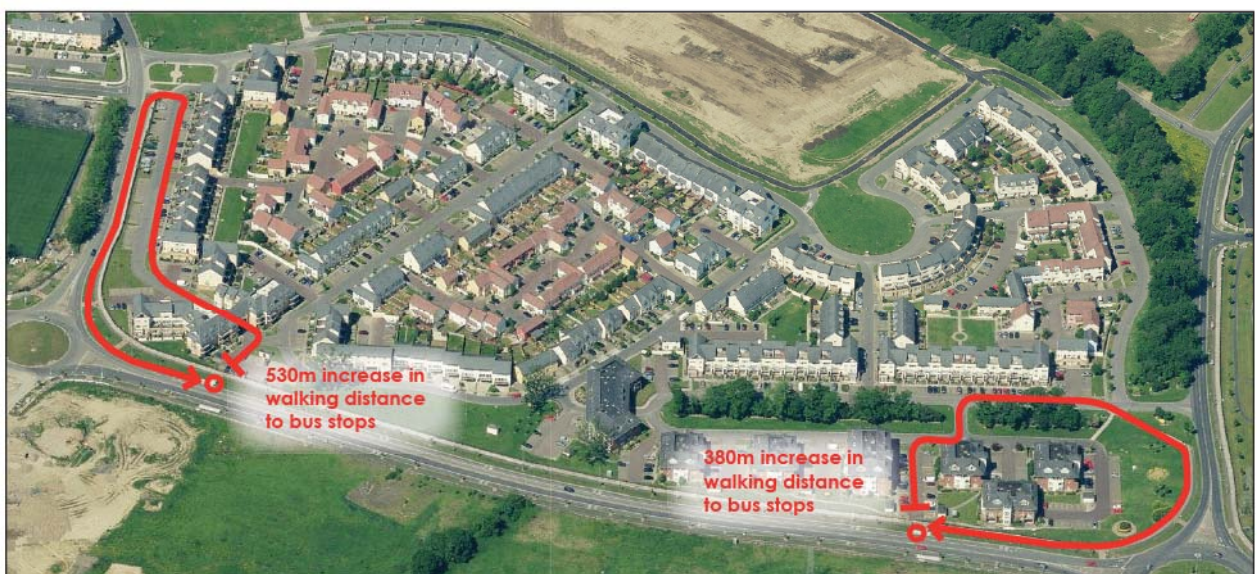 530m increase in
walking distance
to bus stops
380m increase in
walking distance
to bus stops